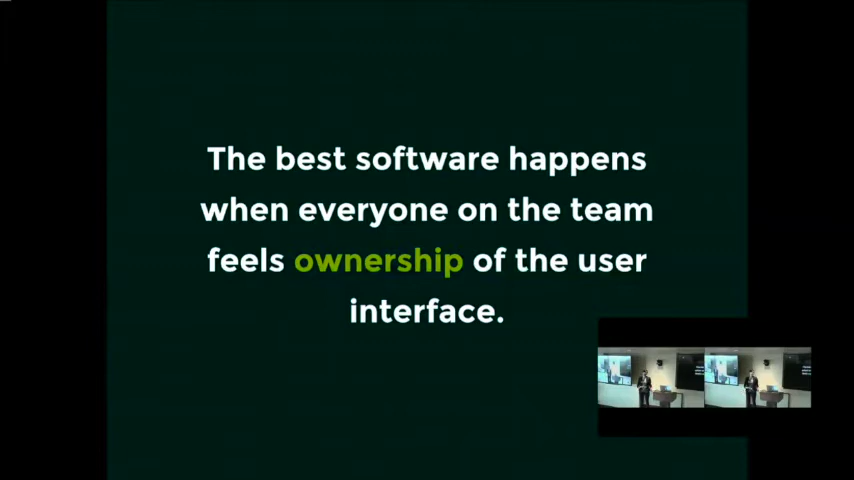 The best software happens
when everyone on the team
feels ownership of the user
interface.